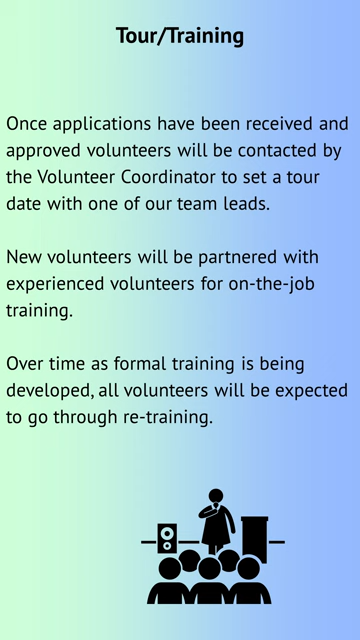 Tour/Training
Once applications have been received and
approved volunteers will be contacted by
the Volunteer Coordinator to set a tour
date with one of our team leads.
New volunteers will be partnered with
experienced volunteers for on-the-job
training.
Over time as formal training is being
developed, all volunteers will be expected
to go through re-training.